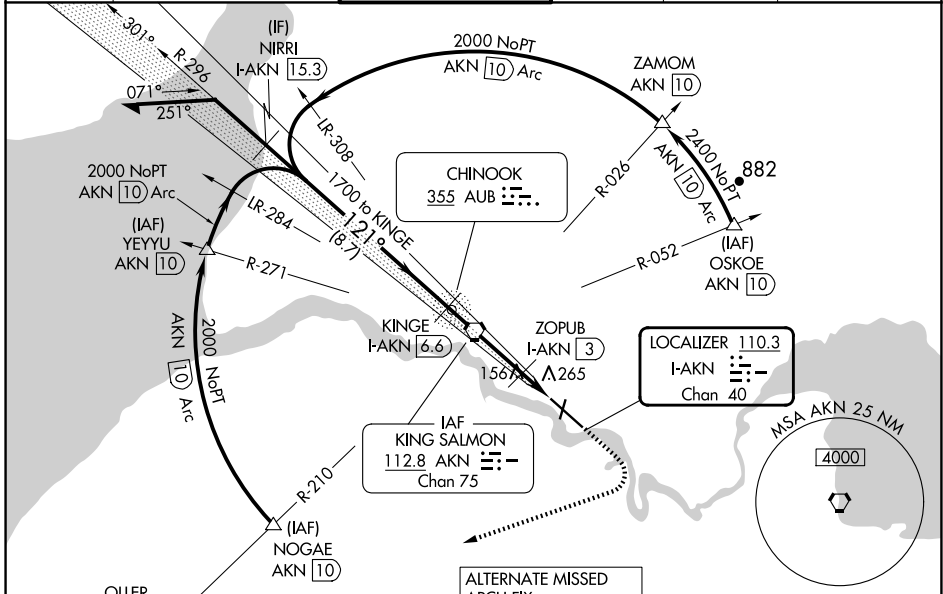 301°
R-296
071°
251°
(IF)
NIRRI
I-AKN 15.3
2000 NoPT
AKN 10 Arc
ZAMOM
AKN 10
2400 NoPT
AKN 10 Arc
882
LR-308
R-026
CHINOOK
355 AUB
2000 NoPT
AKN 10 Arc
LR-284
1700 to KINGE
121°
(8.7)
(IAF)
YEYYU
AKN 10
R-271
R-052
(IAF)
OSKOE
AKN 10
KINGE
I-AKN 6.6
ZOPUB
I-AKN 3
156
265
LOCALIZER 110.3
I-AKN
Chan 40
2000 NoPT
AKN 10 Arc
IAF
KING SALMON
112.8 AKN
Chan 75
MSA AKN 25 NM
4000
R-210
(IAF)
NOGAE
AKN 10
ALTERNATE MISSED